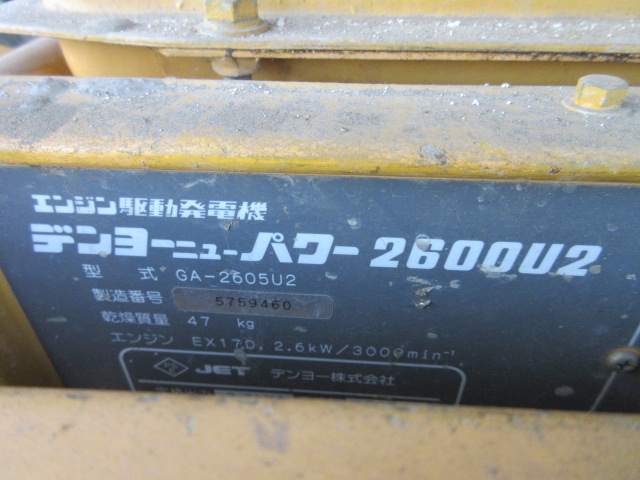 エンジン駆動発電機
デンヨーニューパワー2600U2
型式 GA-2605U2
製造番号 5759460
乾燥質量 47 kg
エンジン EX17D, 2.6kW/3000min⁻¹
JET デンヨー株式会社